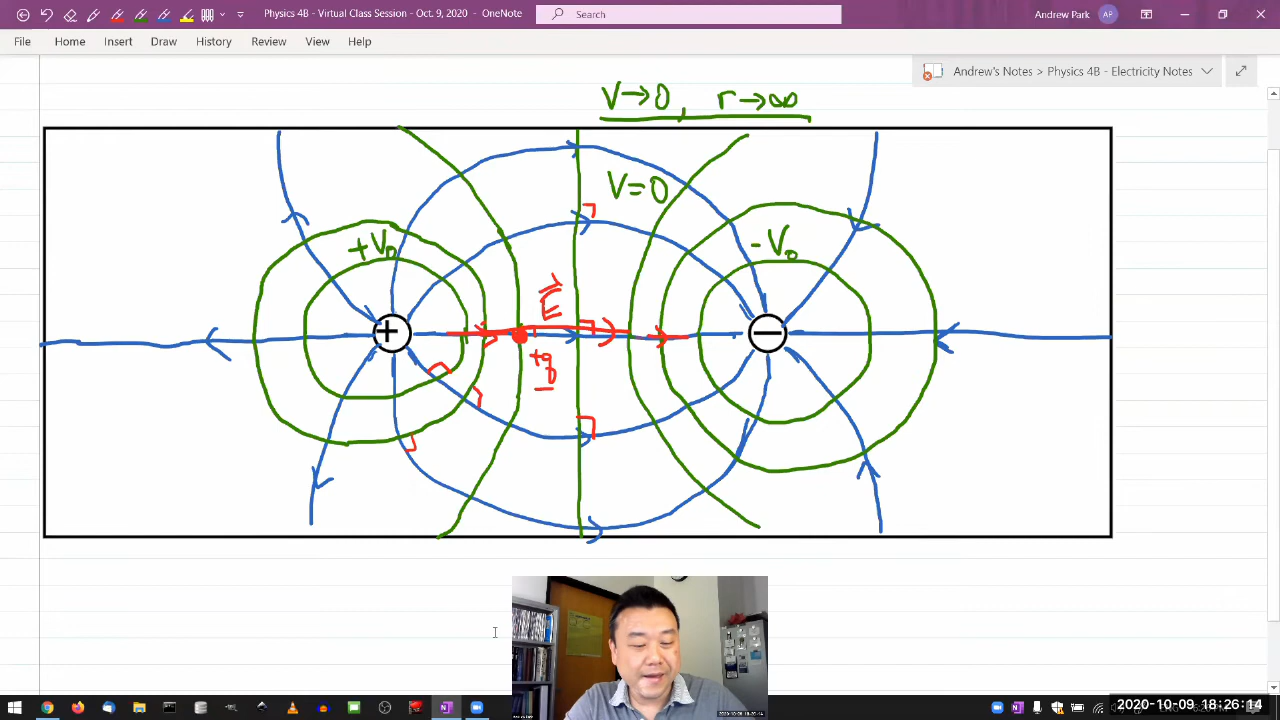 Physics 4B - Virtual Class Session - Oct. 9, 2020 - OneNote
Search
Andrew Park
AP
File Home Insert Draw History Review View Help
Andrew's Notes > Physics 4B - Electricity Notes
V→0, r→∞
V=0
+V₀
-V₀
E⃗
+
−
+q
2020-10-09 18:26:14